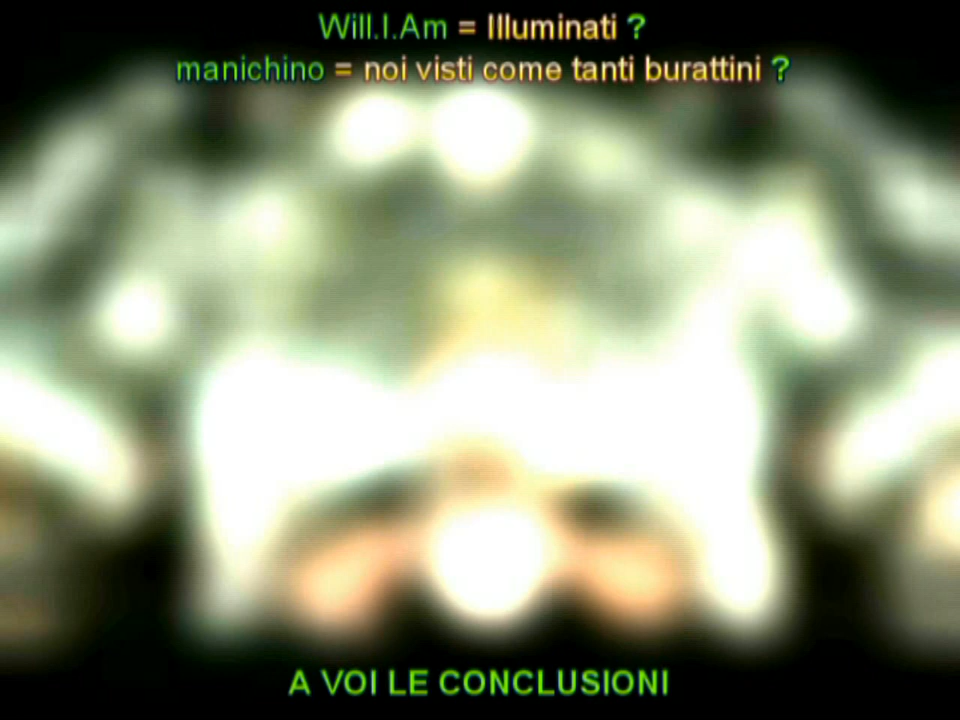 Will.I.Am = Illuminati ?
manichino = noi visti come tanti burattini ?
A VOI LE CONCLUSIONI